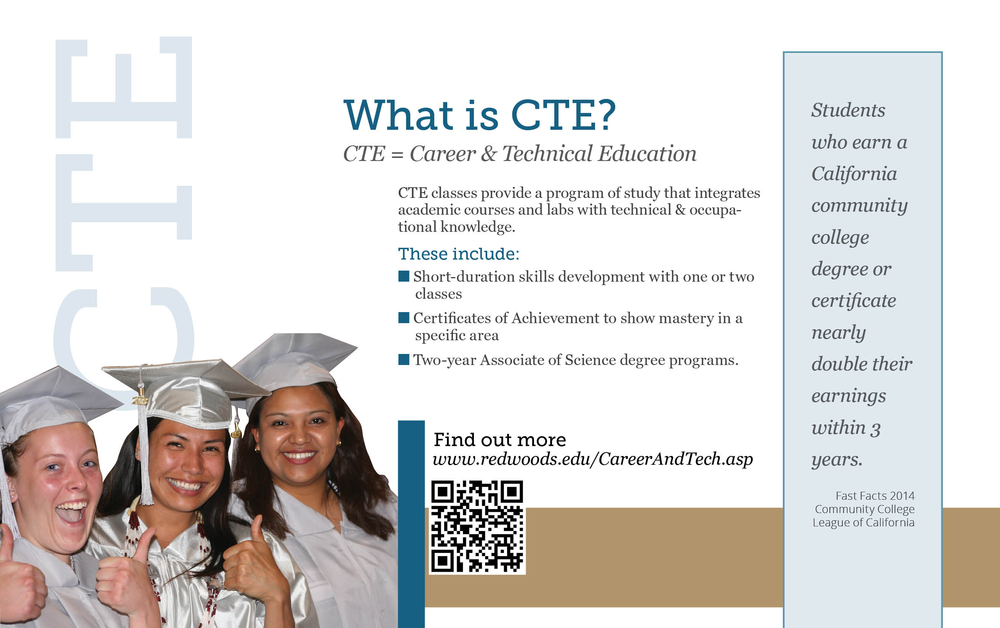 CTE
What is CTE?
CTE = Career & Technical Education
CTE classes provide a program of study that integrates
academic courses and labs with technical & occupa-
tional knowledge.
These include:
Short-duration skills development with one or two
classes
Certificates of Achievement to show mastery in a
specific area
Two-year Associate of Science degree programs.
Find out more
www.redwoods.edu/CareerAndTech.asp
Students
who earn a
California
community
college
degree or
certificate
nearly
double their
earnings
within 3
years.
Fast Facts 2014
Community College
League of California